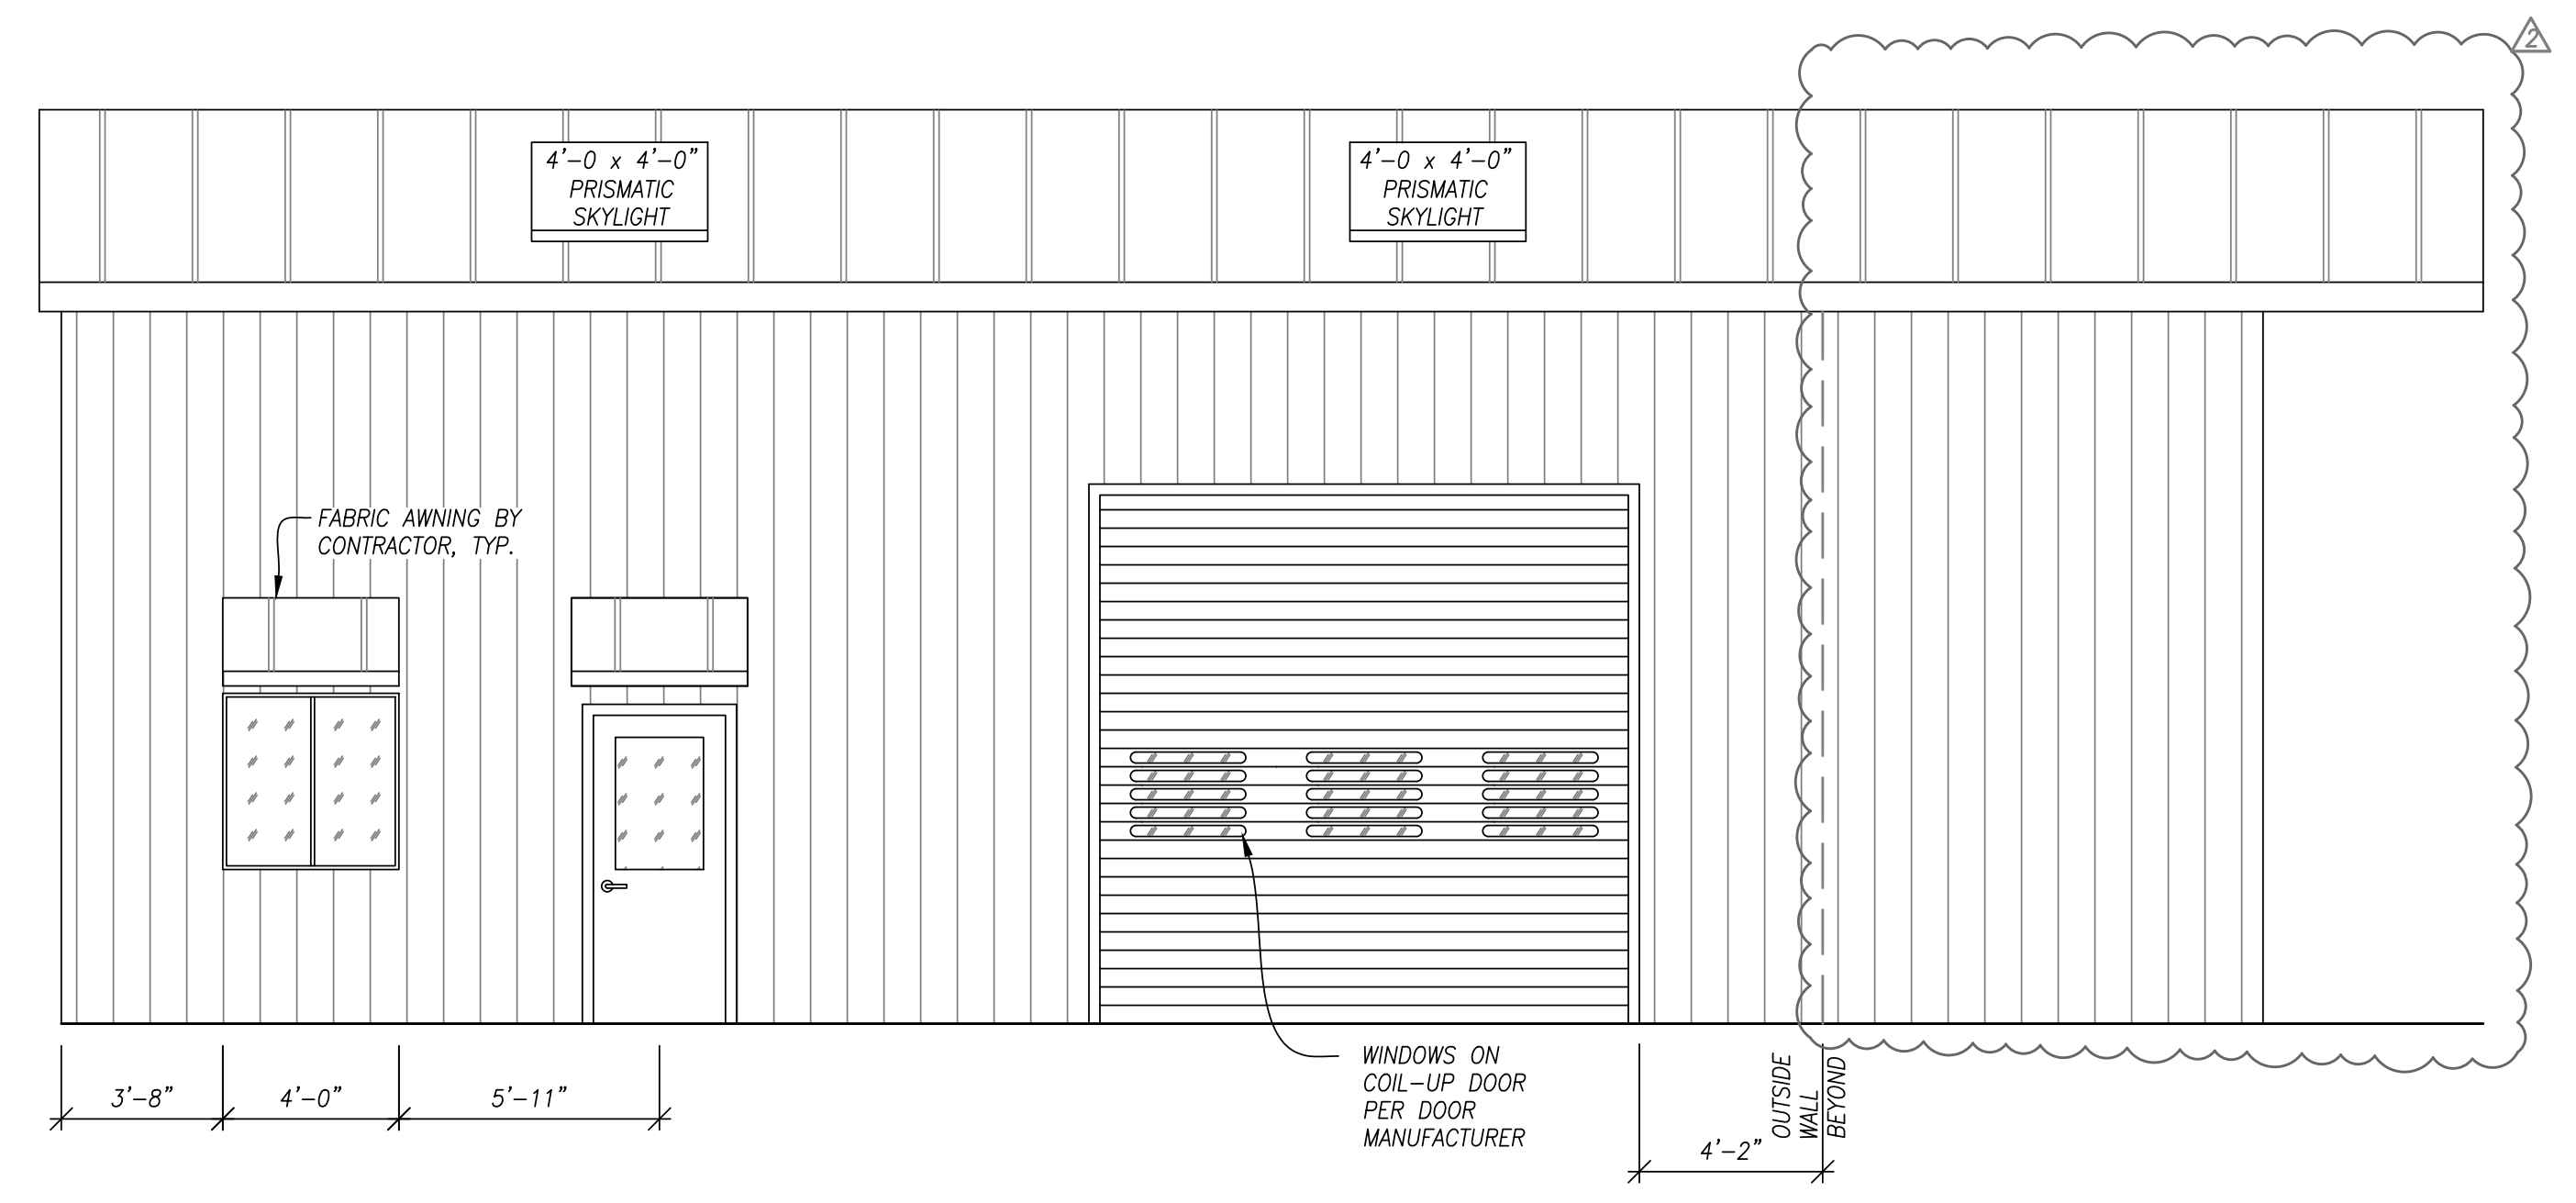 2
4'-0 x 4'-0"
PRISMATIC
SKYLIGHT
4'-0 x 4'-0"
PRISMATIC
SKYLIGHT
FABRIC AWNING BY
CONTRACTOR, TYP.
WINDOWS ON
COIL-UP DOOR
PER DOOR
MANUFACTURER
OUTSIDE
WALL
BEYOND
3'-8"
4'-0"
5'-11"
4'-2"